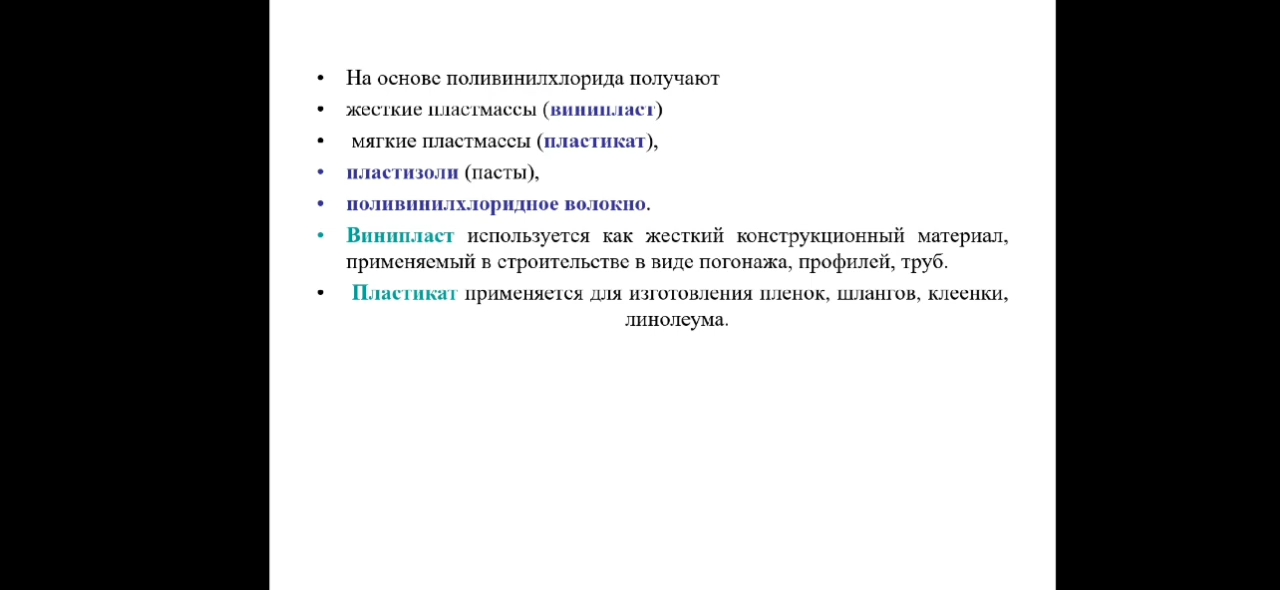 • На основе поливинилхлорида получают
• жесткие пластмассы (винипласт)
• мягкие пластмассы (пластикат),
• пластизоли (пасты),
• поливинилхлоридное волокно.
• Винипласт используется как жесткий конструкционный материал,
применяемый в строительстве в виде погонажа, профилей, труб.
• Пластикат применяется для изготовления пленок, шлангов, клеенки,
линолеума.